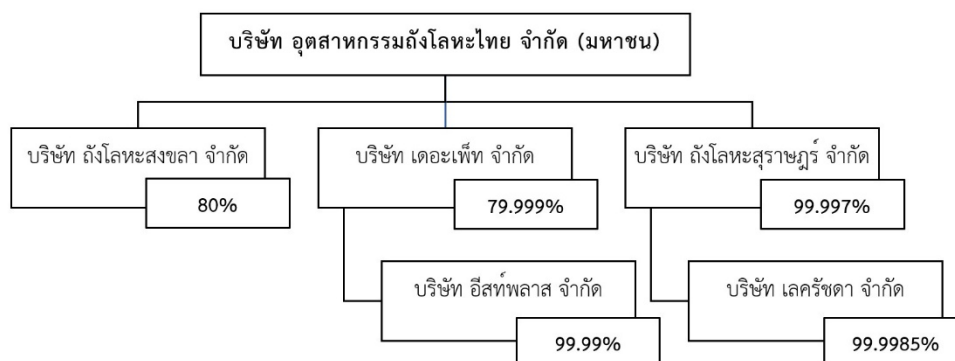 บริษัท อุตสาหกรรมถังโลหะไทย จำกัด (มหาชน)
บริษัท ถังโลหะสงขลา จำกัด
80%
บริษัท เดอะเพ็ท จำกัด
79.999%
บริษัท ถังโลหะสุราษฎร์ จำกัด
99.997%
บริษัท อีสท์พลาส จำกัด
99.99%
บริษัท เลครัชดา จำกัด
99.9985%